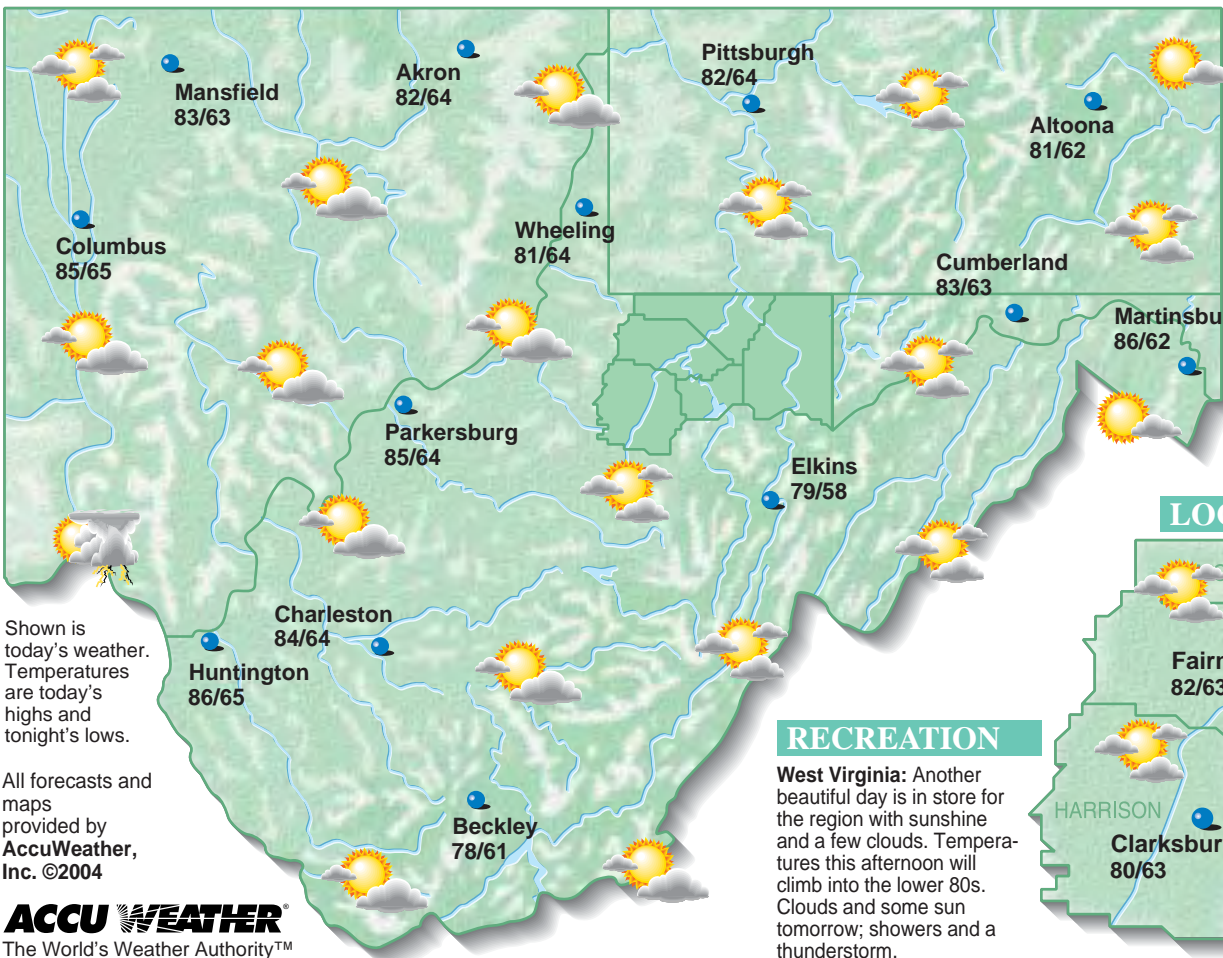 Mansfield
83/63
Akron
82/64
Pittsburgh
82/64
Altoona
81/62
Columbus
85/65
Wheeling
81/64
Cumberland
83/63
86/62
Parkersburg
85/64
Elkins
79/58
Charleston
84/64
Huntington
86/65
Beckley
78/61
Shown is
today's weather.
Temperatures
are today's
highs and
tonight's lows.
All forecasts and
maps
provided by
AccuWeather,
Inc. ©2004
ACCU WEATHER®
The World's Weather Authority™
RECREATION
West Virginia: Another
beautiful day is in store for
the region with sunshine
and a few clouds. Tempera-
tures this afternoon will
climb into the lower 80s.
Clouds and some sun
tomorrow; showers and a
thunderstorm.
82/63
HARRISON
80/63